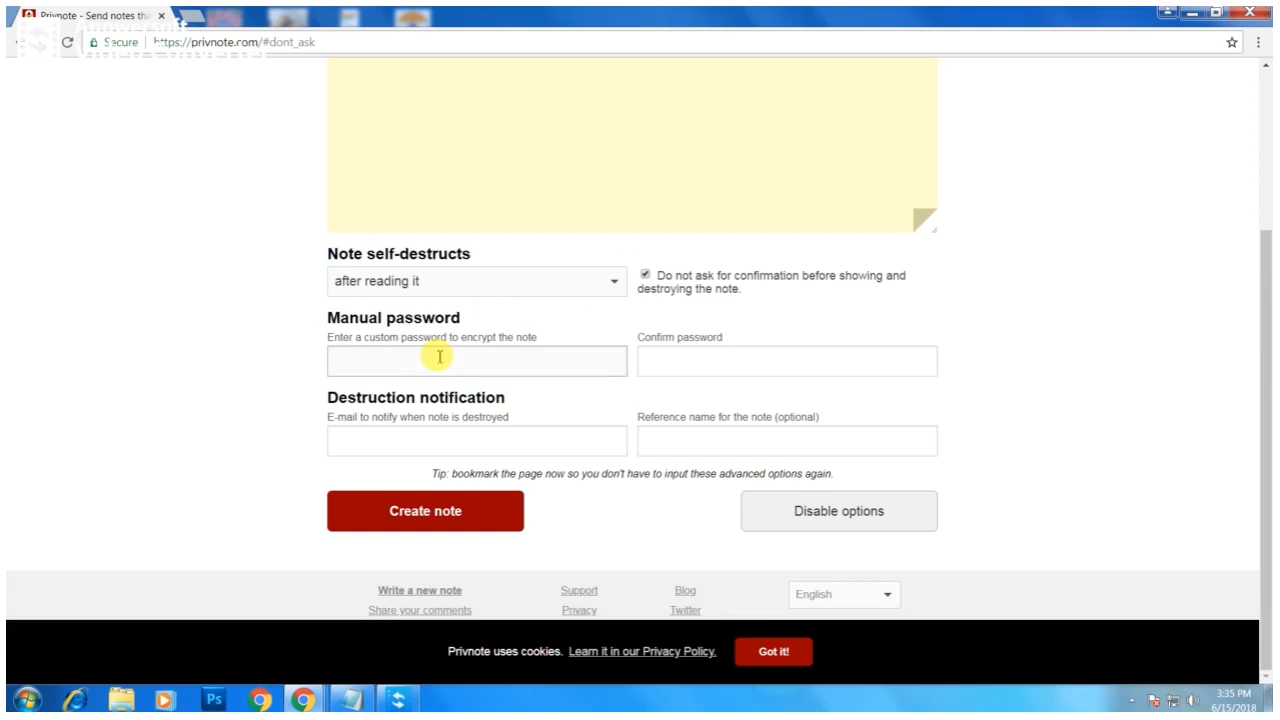 Privnote - Send notes tha
Secure https://privnote.com/#dont_ask
Note self-destructs
after reading it
Do not ask for confirmation before showing and
destroying the note.
Manual password
Enter a custom password to encrypt the note
Confirm password
Destruction notification
E-mail to notify when note is destroyed
Reference name for the note (optional)
Tip: bookmark the page now so you don't have to input these advanced options again.
Create note
Disable options
Write a new note
Support
Blog
English
Share your comments
Privacy
Twitter
Privnote uses cookies. Learn it in our Privacy Policy.
Got it!
Ps
3:35 PM
6/15/2018